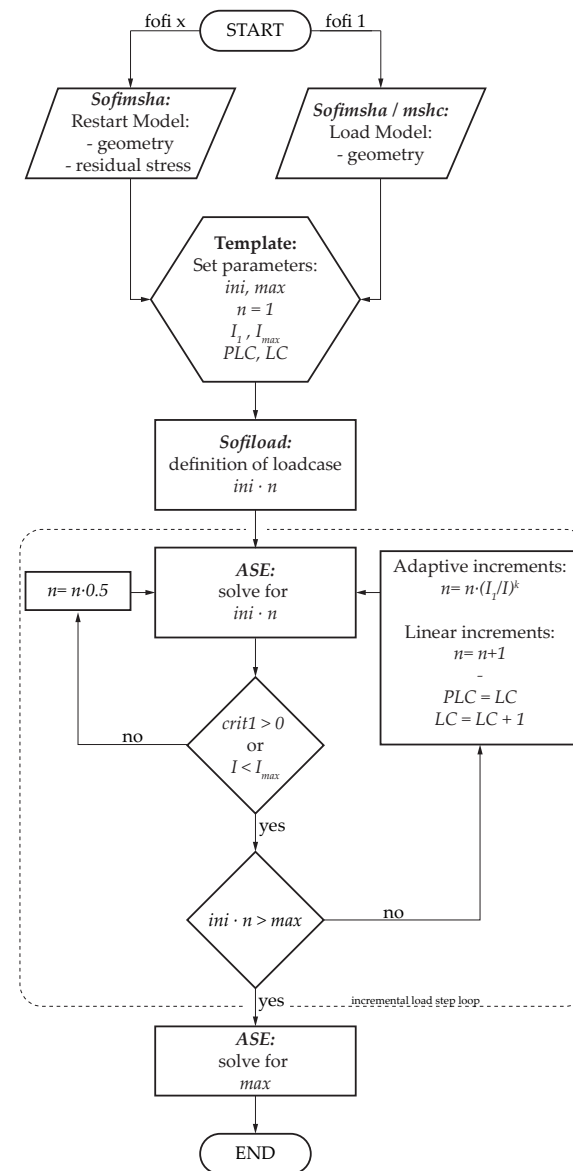 fofi x
START
fofi 1
Sofimsha:
Restart Model:
- geometry
- residual stress
Sofimsha / mshc:
Load Model:
- geometry
Template:
Set parameters:
ini, max
n = 1
I₁ , Iₘₐₓ
PLC, LC
Sofiload:
definition of loadcase
ini · n
n= n·0.5
ASE:
solve for
ini · n
Adaptive increments:
n= n·(I₁/I)ᵏ
Linear increments:
n= n+1
-
PLC = LC
LC = LC + 1
no
crit1 > 0
or
I < Iₘₐₓ
yes
ini · n > max
no
yes
incremental load step loop
ASE:
solve for
max
END